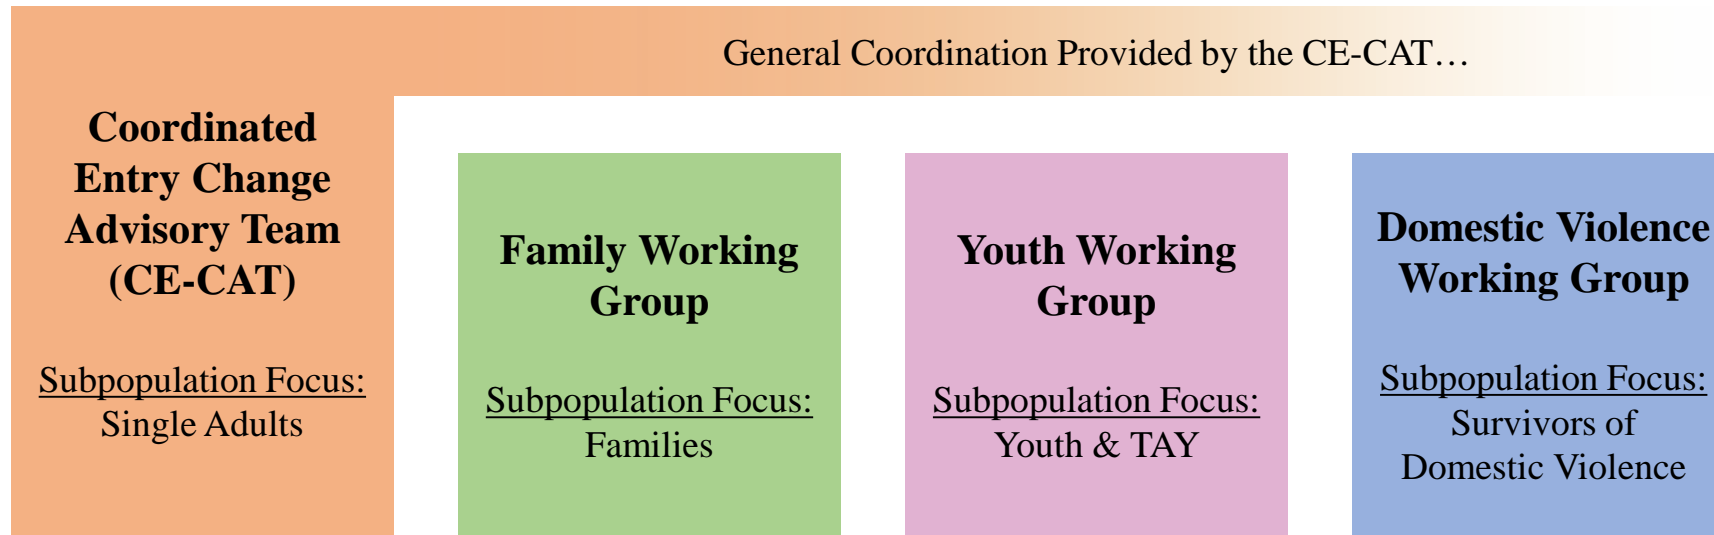 General Coordination Provided by the CE-CAT…
Coordinated
Entry Change
Advisory Team
(CE-CAT)
Subpopulation Focus:
Single Adults
Family Working
Group
Subpopulation Focus:
Families
Youth Working
Group
Subpopulation Focus:
Youth & TAY
Domestic Violence
Working Group
Subpopulation Focus:
Survivors of
Domestic Violence